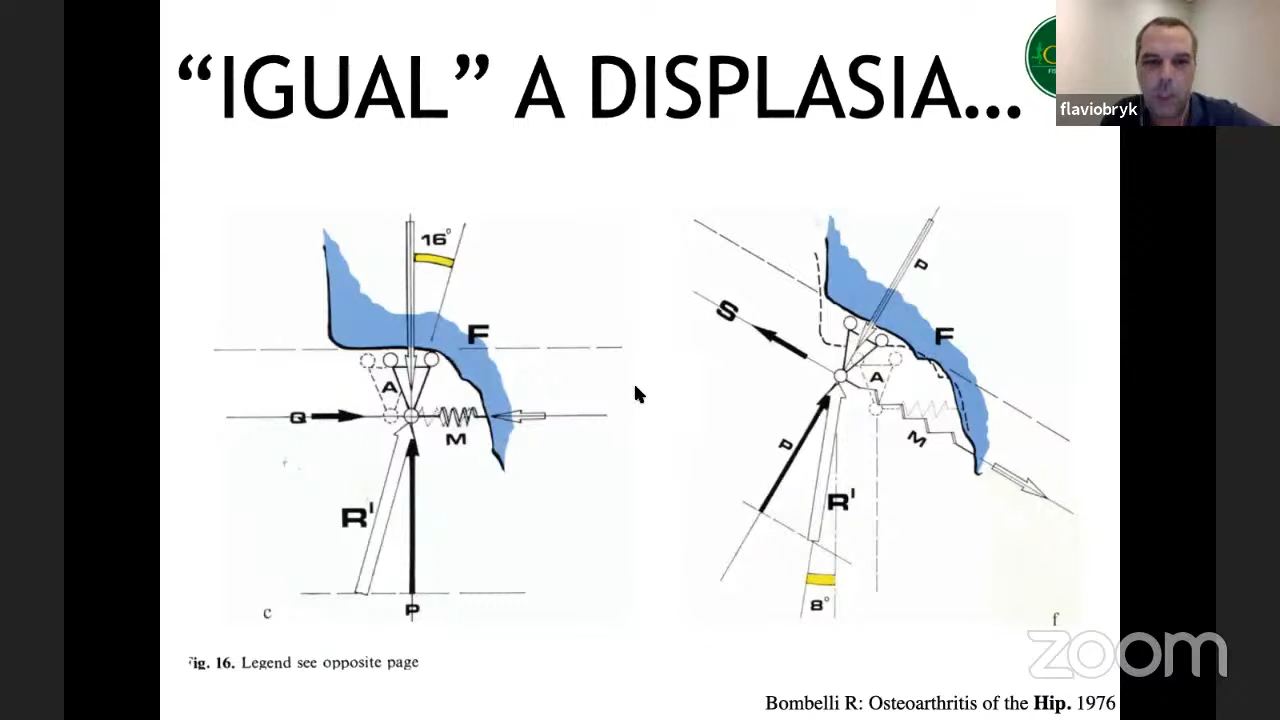 “IGUAL” A DISPLASIA...
flaviobryk
16°
F
A
Q
M
R'
P
c
S
P
F
A
M
P
R'
8°
f
Fig. 16. Legend see opposite page
zoom
Bombelli R: Osteoarthritis of the Hip. 1976